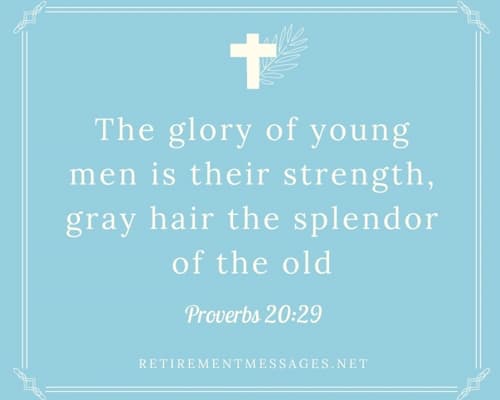 The glory of young
men is their strength,
gray hair the splendor
of the old
Proverbs 20:29
RETIREMENTMESSAGES.NET